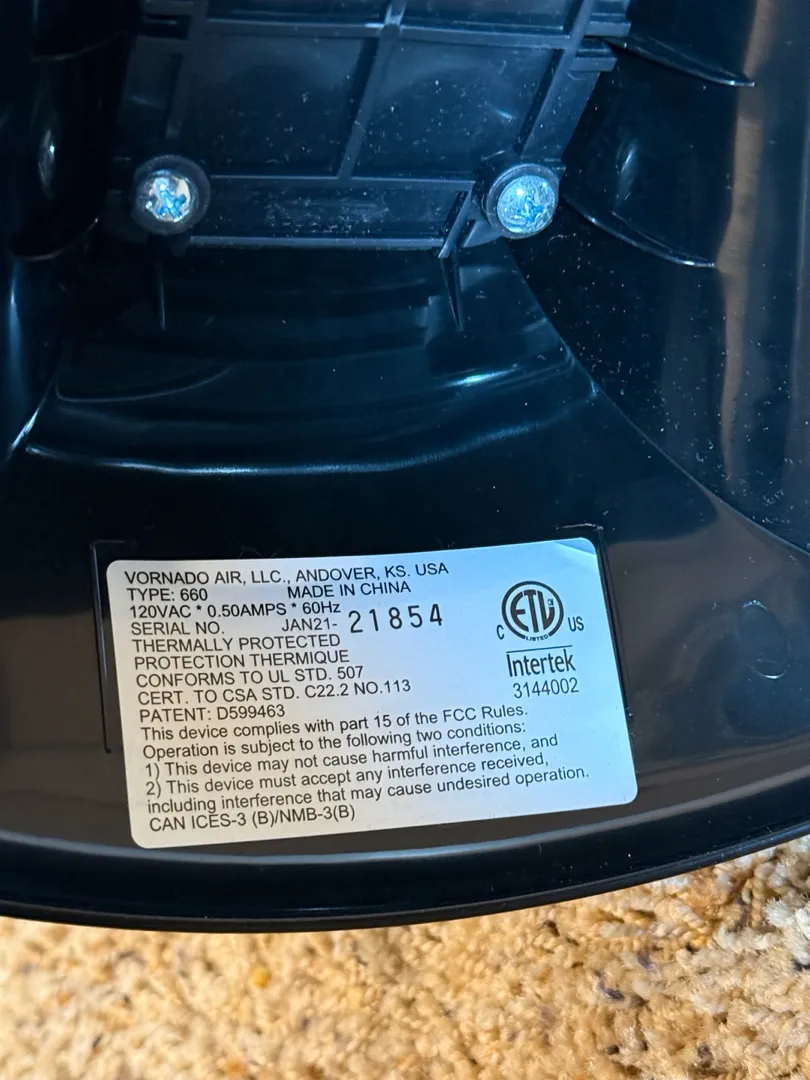 VORNADO AIR, LLC., ANDOVER, KS. USA
TYPE: 660 MADE IN CHINA
120VAC * 0.50AMPS * 60Hz
SERIAL NO. JAN21- 21854
THERMALLY PROTECTED
PROTECTION THERMIQUE
CONFORMS TO UL STD. 507
CERT. TO CSA STD. C22.2 NO.113
PATENT: D599463
This device complies with part 15 of the FCC Rules.
Operation is subject to the following two conditions:
1) This device may not cause harmful interference, and
2) This device must accept any interference received,
including interference that may cause undesired operation.
CAN ICES-3 (B)/NMB-3(B)
C ETL US
LISTED
Intertek
3144002